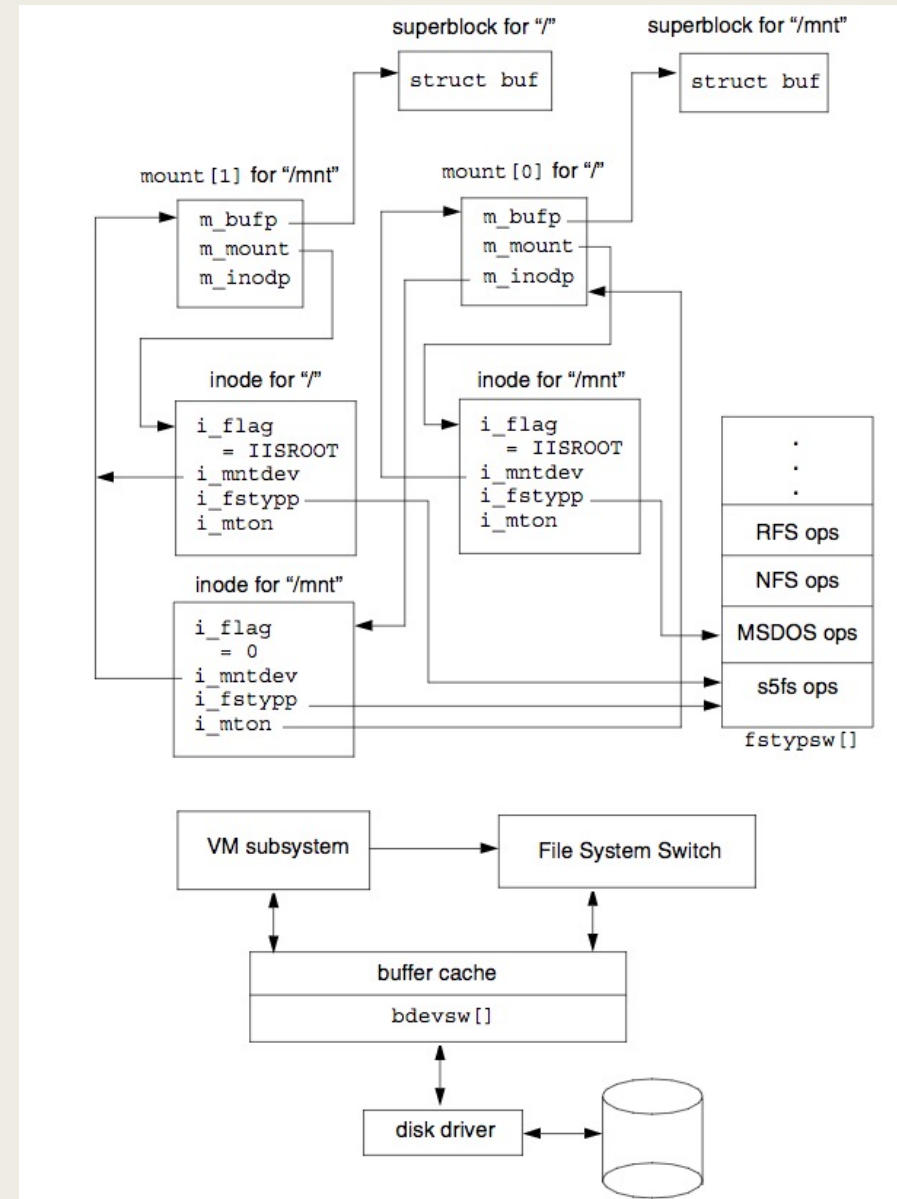 superblock for “/”
superblock for “/mnt”
struct buf
struct buf
mount [1] for “/mnt”
mount [0] for “/”
m_bufp
m_mount
m_inodp
m_bufp
m_mount
m_inodp
inode for “/”
inode for “/mnt”
i_flag
= IISROOT
i_mntdev
i_fstypp
i_mton
i_flag
= IISROOT
i_mntdev
i_fstypp
i_mton
.
.
.
RFS ops
NFS ops
MSDOS ops
s5fs ops
fstypsw[]
inode for “/mnt”
i_flag
= 0
i_mntdev
i_fstypp
i_mton
VM subsystem
File System Switch
buffer cache
bdevsw[]
disk driver